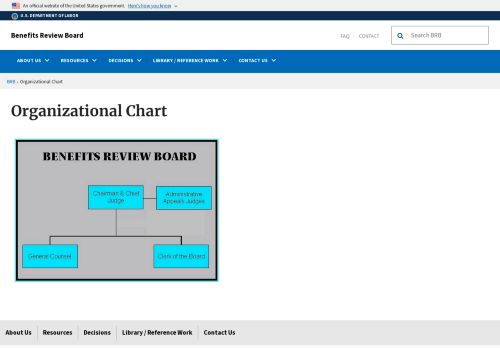 An official website of the United States government. Here's how you know
U.S. DEPARTMENT OF LABOR
Benefits Review Board
FAQ
CONTACT
Search BRB
ABOUT US
RESOURCES
DECISIONS
LIBRARY / REFERENCE WORK
CONTACT US
BRB › Organizational Chart
Organizational Chart
BENEFITS REVIEW BOARD
Chairman & Chief
Judge
Administrative
Appeals Judges
General Counsel
Clerk of the Board
About Us
Resources
Decisions
Library / Reference Work
Contact Us